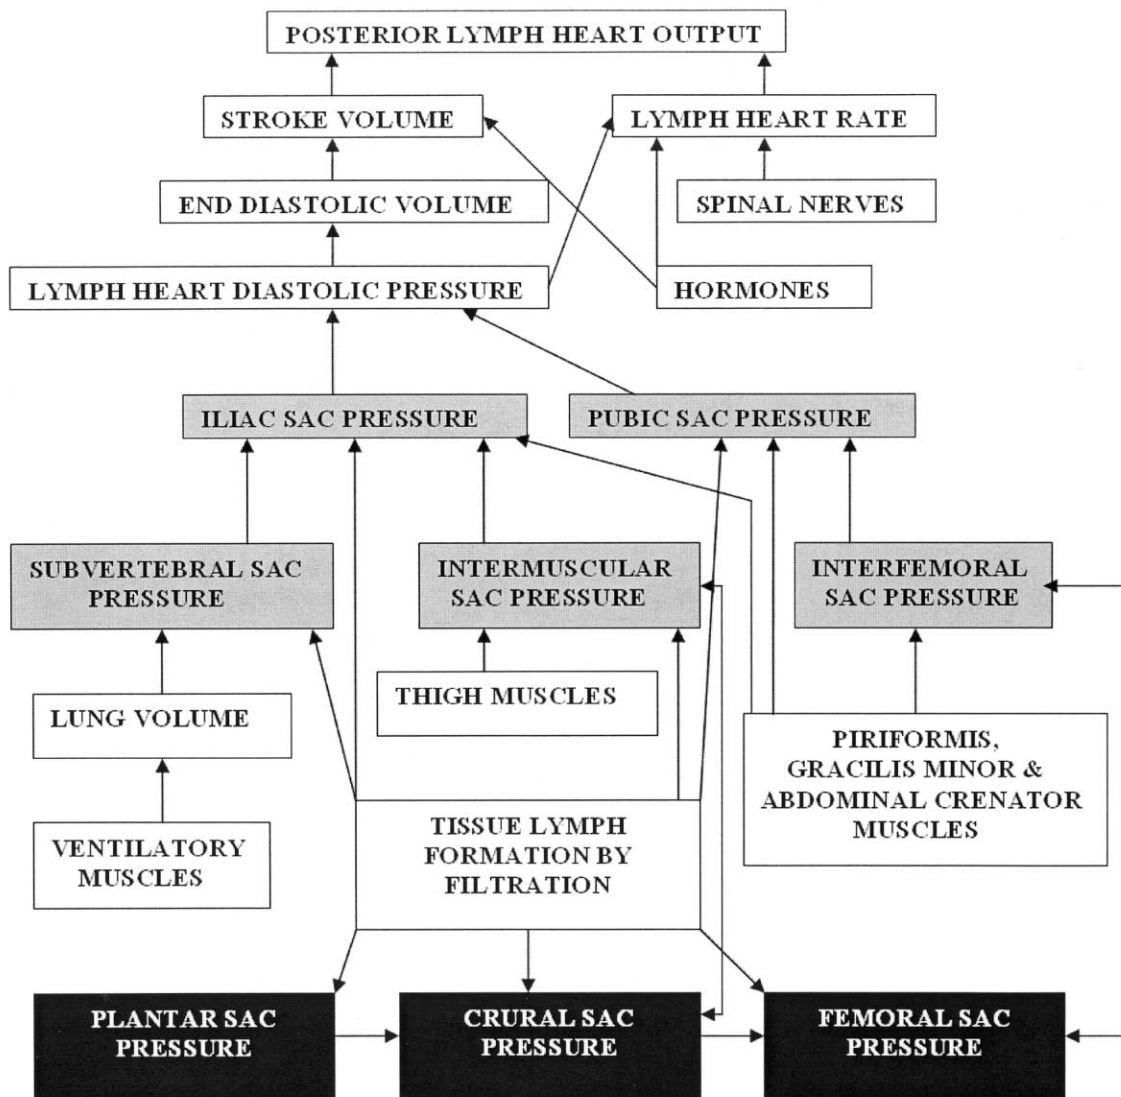 POSTERIOR LYMPH HEART OUTPUT
STROKE VOLUME
LYMPH HEART RATE
END DIASTOLIC VOLUME
SPINAL NERVES
LYMPH HEART DIASTOLIC PRESSURE
HORMONES
ILIAC SAC PRESSURE
PUBIC SAC PRESSURE
SUBVERTEBRAL SAC
PRESSURE
INTERMUSCULAR
SAC PRESSURE
INTERFEMORAL
SAC PRESSURE
LUNG VOLUME
THIGH MUSCLES
PIRIFORMIS,
GRACILIS MINOR &
ABDOMINAL CRENATOR
MUSCLES
VENTILATORY
MUSCLES
TISSUE LYMPH
FORMATION BY
FILTRATION
PLANTAR SAC
PRESSURE
CRURAL SAC
PRESSURE
FEMORAL SAC
PRESSURE